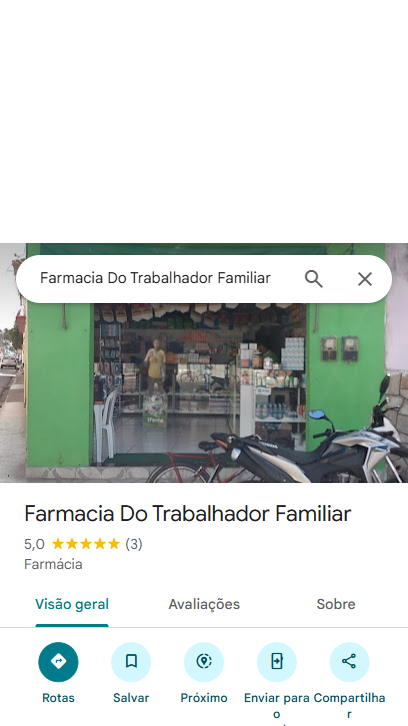 Farmacia Do Trabalhador Familiar
Farmacia Do Trabalhador Familiar
5,0 (3)
Farmácia
Visão geral Avaliações Sobre
Rotas Salvar Próximo Enviar para o Compartilhar